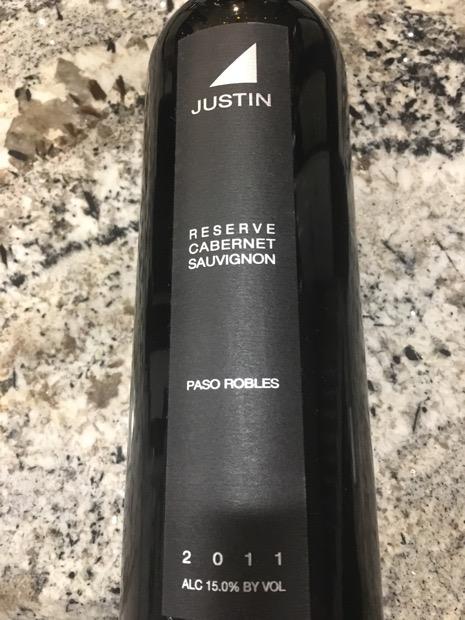 JUSTIN
RESERVE
CABERNET
SAUVIGNON
PASO ROBLES
2011
ALC 15.0% BY VOL